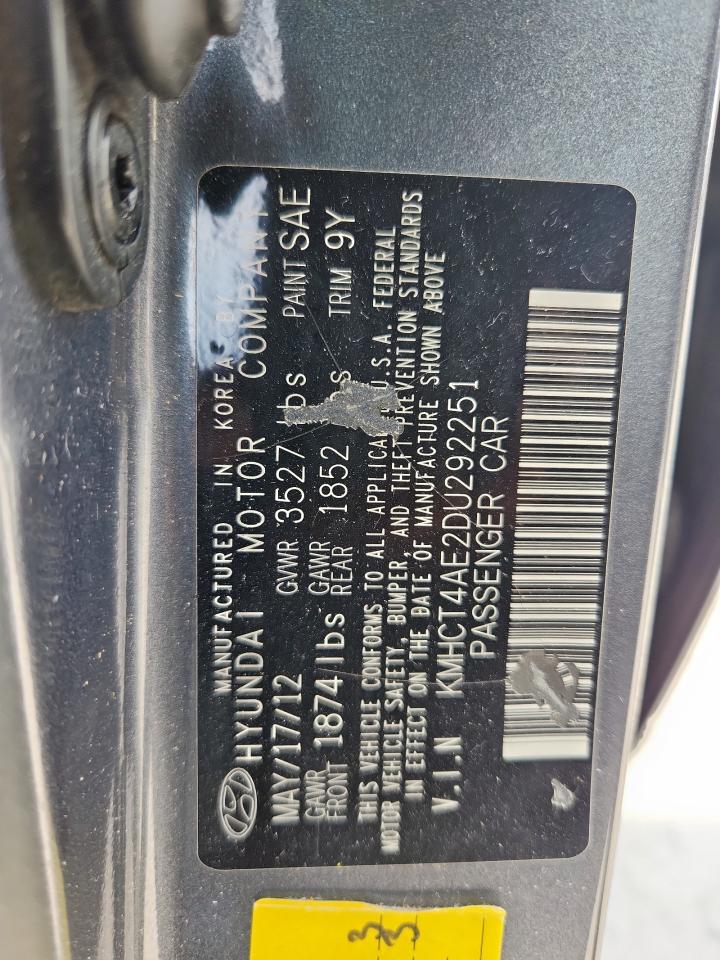 MANUFACTURED IN KOREA BY
HYUNDAI MOTOR COMPANY
MAY/17/12 GVWR 3527 lbs PAINT SAE
GAWR FRONT 1874 lbs GAWR REAR 1852 TRIM 9Y
THIS VEHICLE CONFORMS TO ALL APPLICABLE U.S.A. FEDERAL
MOTOR VEHICLE SAFETY, BUMPER, AND THEFT PREVENTION STANDARDS
IN EFFECT ON THE DATE OF MANUFACTURE SHOWN ABOVE
V.I.N KMHCT4AE2DU292251
PASSENGER CAR
33